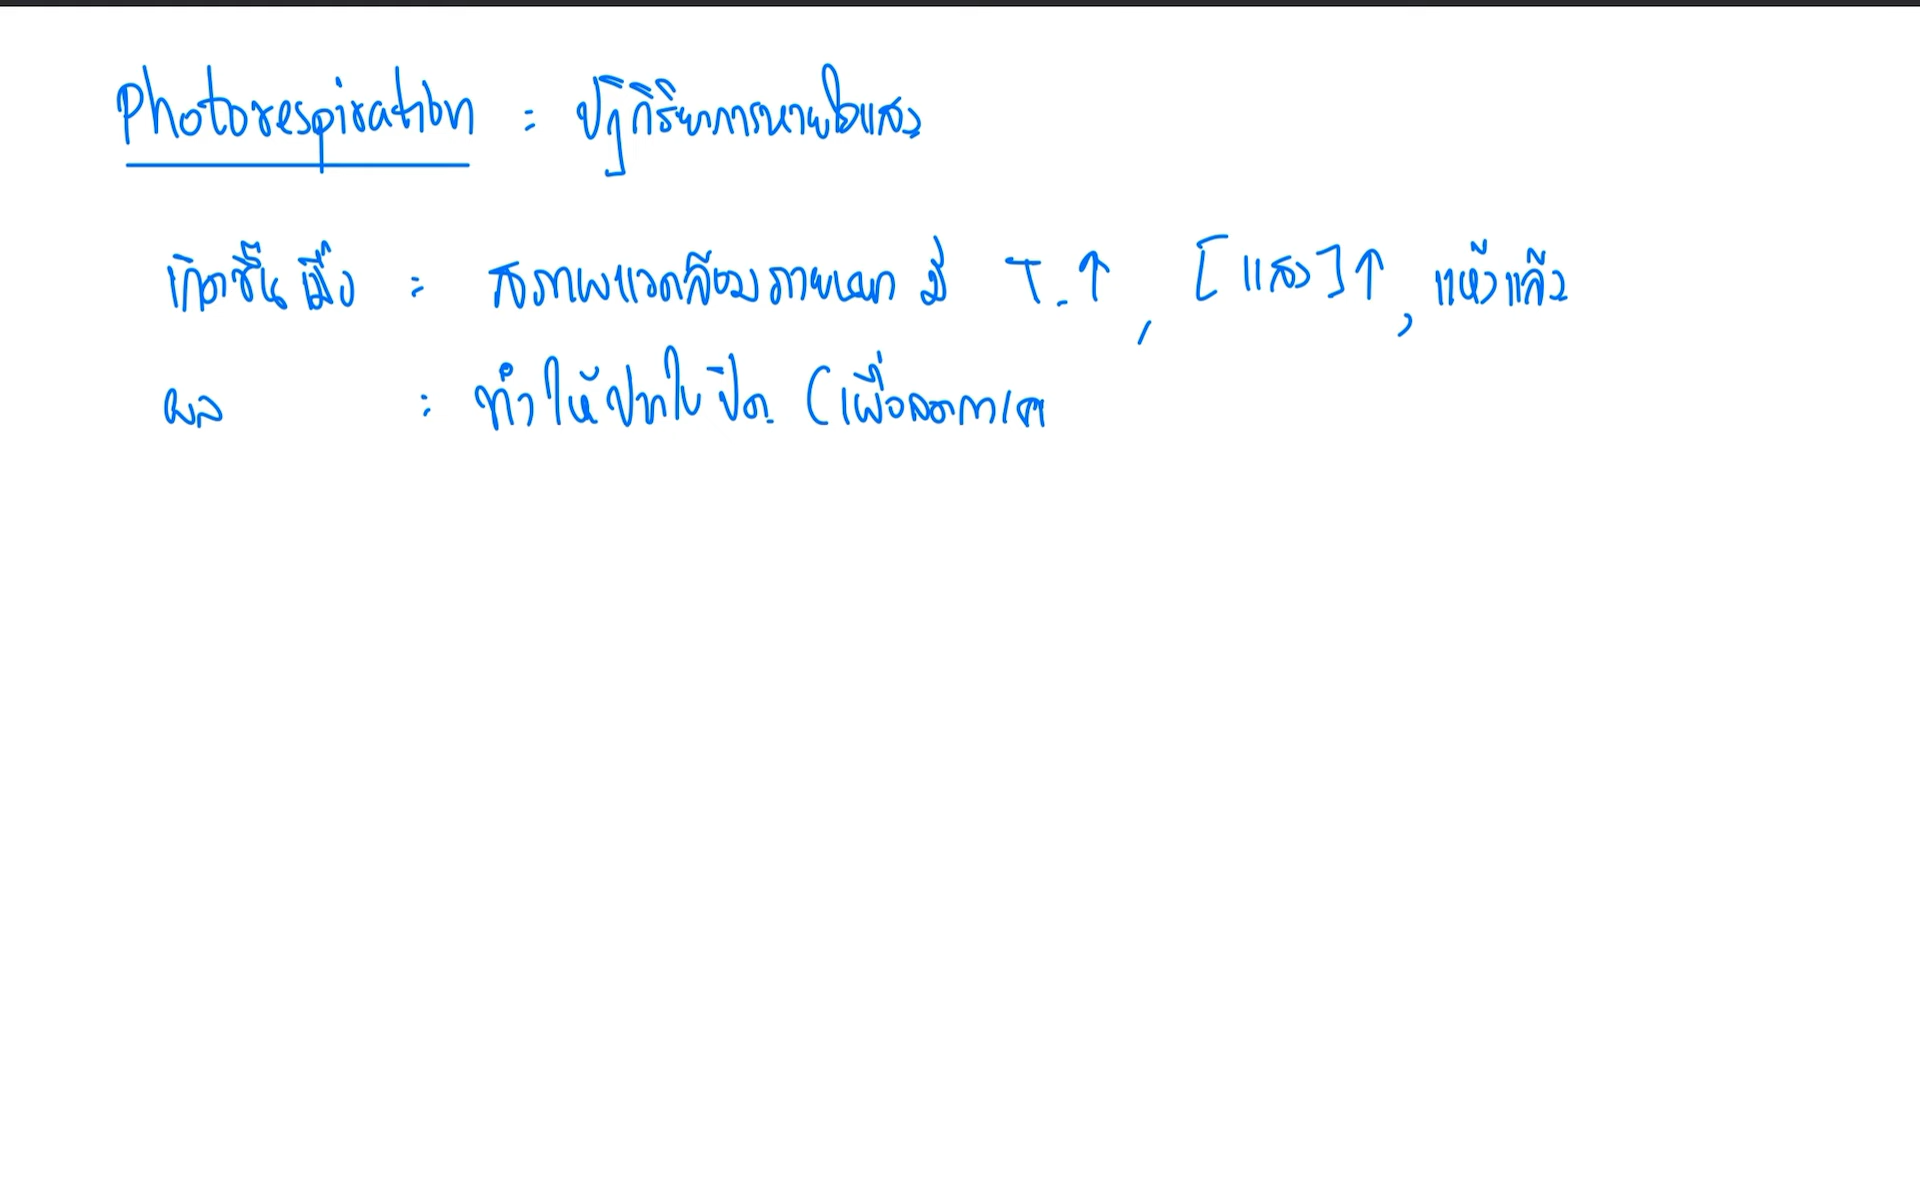 Photorespiration = ปฏิกิริยาการหายใจแสง
เกิดขึ้นเมื่อ : สภาพแวดล้อมภายนอก มี T ↑, [แสง] ↑, แห้งแล้ง
ผล : ทำให้ปากใบปิด (เพื่อลดการค